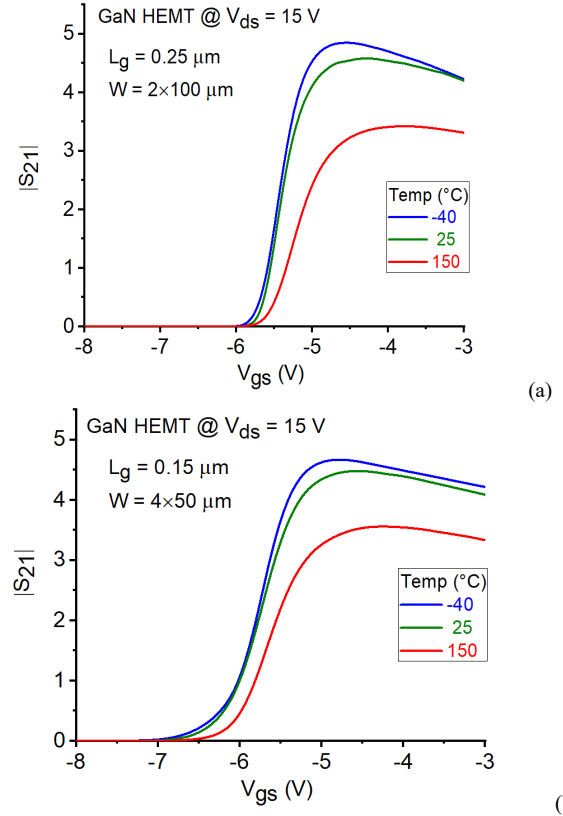 GaN HEMT @ Vds = 15 V
Lg = 0.25 μm
W = 2×100 μm
|S21|
5
4
3
2
1
0
Temp (°C)
-40
25
150
-8 -7 -6 -5 -4 -3
Vgs (V)
(a)
GaN HEMT @ Vds = 15 V
Lg = 0.15 μm
W = 4×50 μm
|S21|
5
4
3
2
1
0
Temp (°C)
-40
25
150
-8 -7 -6 -5 -4 -3
Vgs (V)